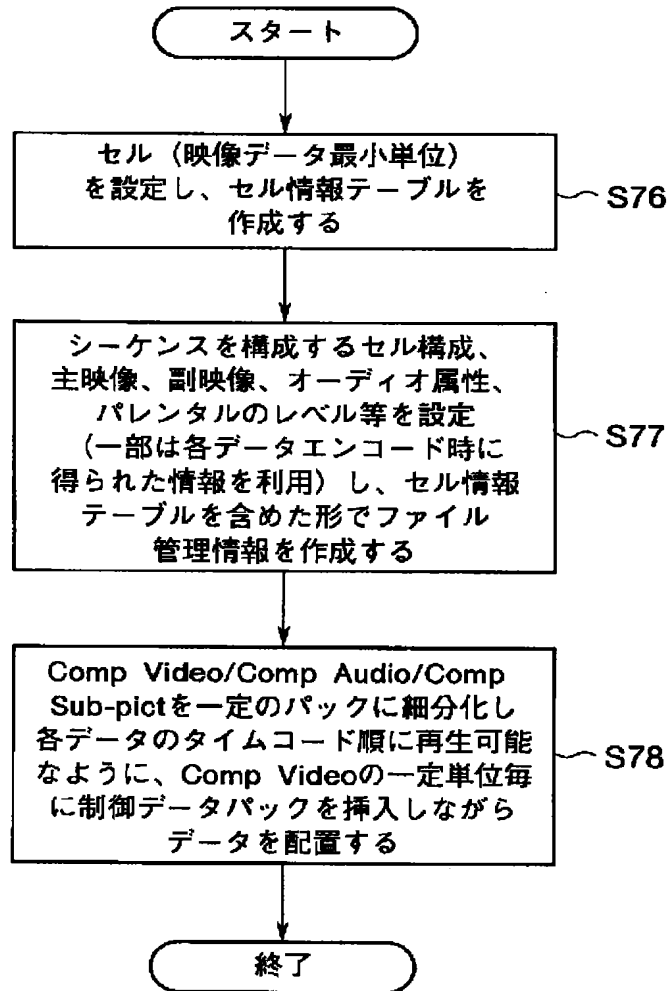 スタート
セル（映像データ最小単位）
を設定し、セル情報テーブルを
作成する
S76
シーケンスを構成するセル構成、
主映像、副映像、オーディオ属性、
パレンタルのレベル等を設定
（一部は各データエンコード時に
得られた情報を利用）し、セル情報
テーブルを含めた形でファイル
管理情報を作成する
S77
Comp Video/Comp Audio/Comp
Sub-pictを一定のパックに細分化し
各データのタイムコード順に再生可能
なように、Comp Videoの一定単位毎
に制御データパックを挿入しながら
データを配置する
S78
終了